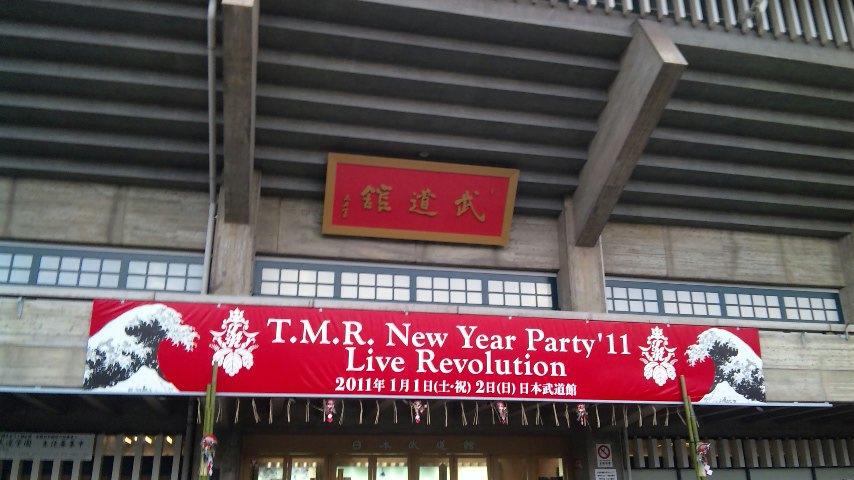 武道舘
T.M.R. New Year Party'11
Live Revolution
2011年1月1日(土・祝) 2日(日) 日本武道館
日本武道館